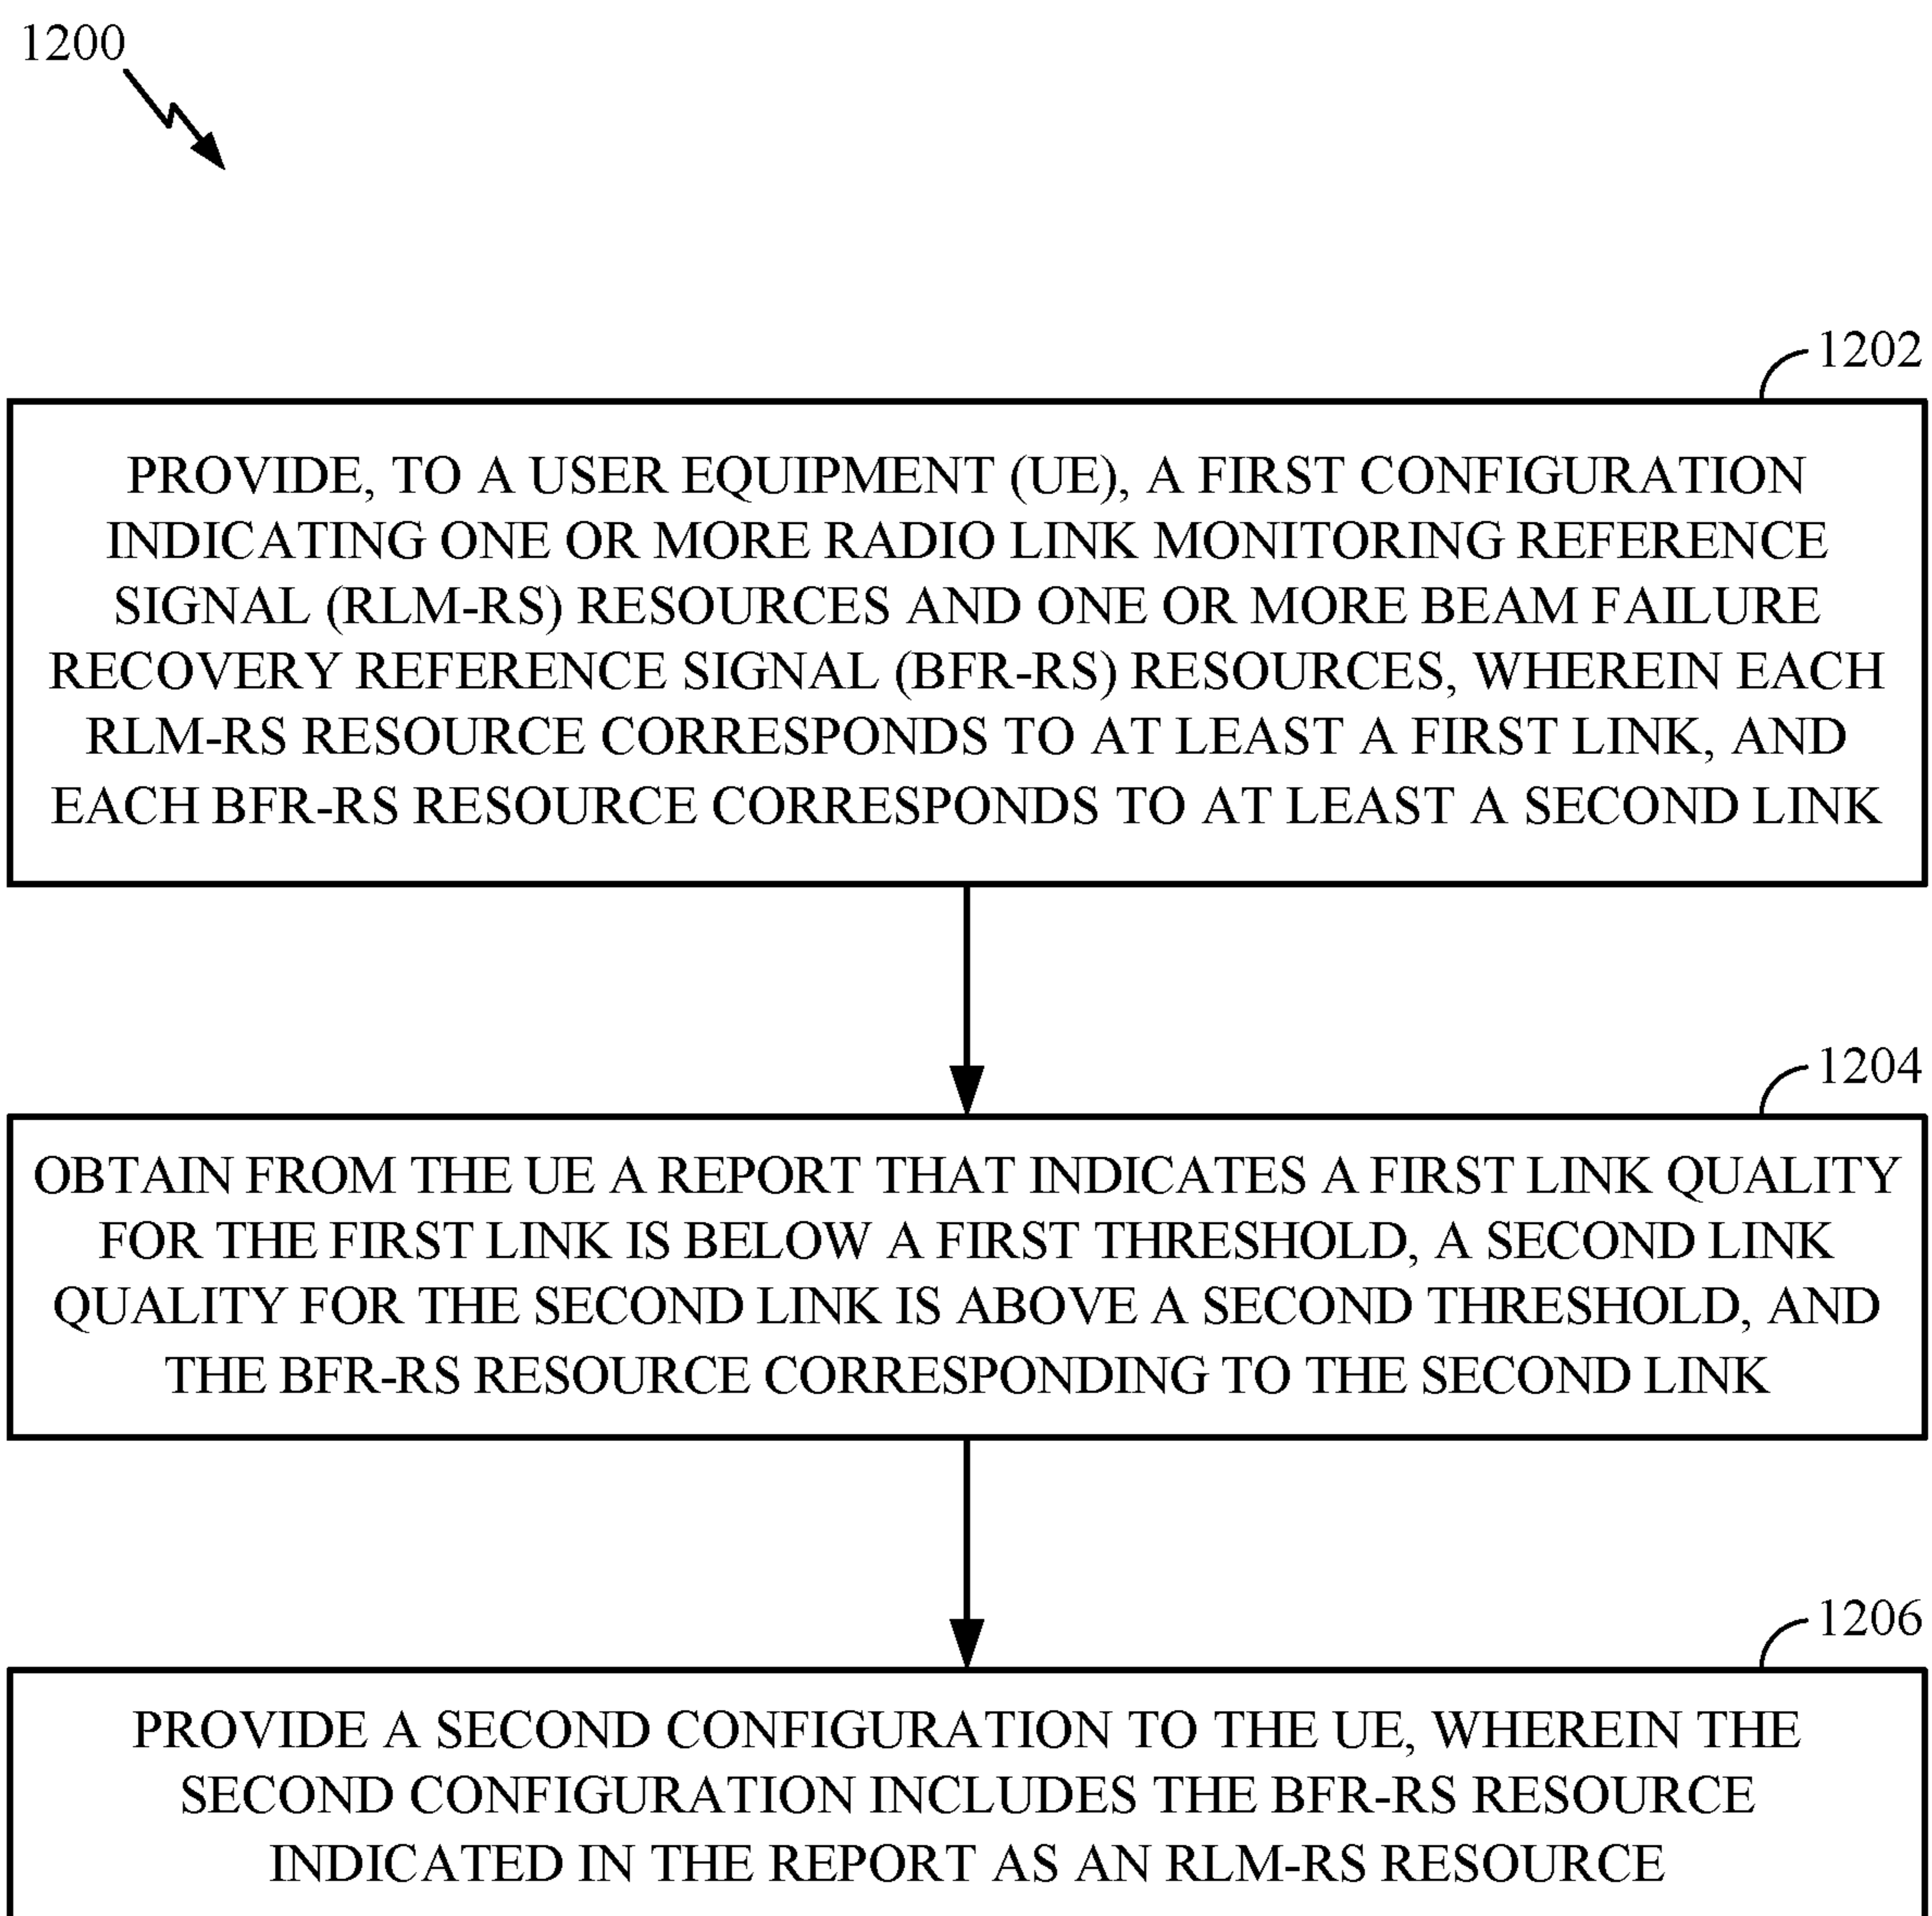 1200
1202
PROVIDE, TO A USER EQUIPMENT (UE), A FIRST CONFIGURATION
INDICATING ONE OR MORE RADIO LINK MONITORING REFERENCE
SIGNAL (RLM-RS) RESOURCES AND ONE OR MORE BEAM FAILURE
RECOVERY REFERENCE SIGNAL (BFR-RS) RESOURCES, WHEREIN EACH
RLM-RS RESOURCE CORRESPONDS TO AT LEAST A FIRST LINK, AND
EACH BFR-RS RESOURCE CORRESPONDS TO AT LEAST A SECOND LINK
1204
OBTAIN FROM THE UE A REPORT THAT INDICATES A FIRST LINK QUALITY
FOR THE FIRST LINK IS BELOW A FIRST THRESHOLD, A SECOND LINK
QUALITY FOR THE SECOND LINK IS ABOVE A SECOND THRESHOLD, AND
THE BFR-RS RESOURCE CORRESPONDING TO THE SECOND LINK
1206
PROVIDE A SECOND CONFIGURATION TO THE UE, WHEREIN THE
SECOND CONFIGURATION INCLUDES THE BFR-RS RESOURCE
INDICATED IN THE REPORT AS AN RLM-RS RESOURCE